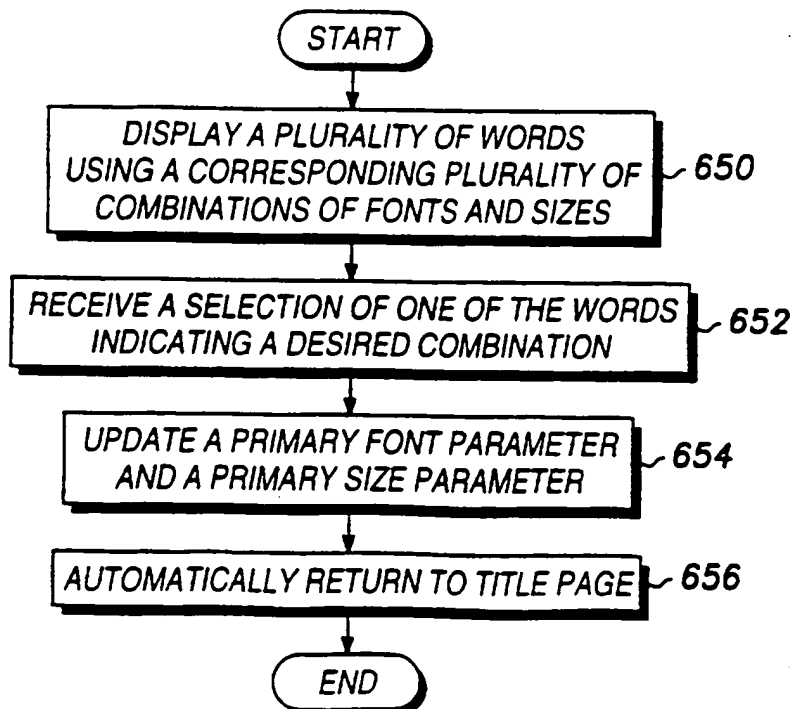 START
DISPLAY A PLURALITY OF WORDS
USING A CORRESPONDING PLURALITY OF
COMBINATIONS OF FONTS AND SIZES
650
RECEIVE A SELECTION OF ONE OF THE WORDS
INDICATING A DESIRED COMBINATION
652
UPDATE A PRIMARY FONT PARAMETER
AND A PRIMARY SIZE PARAMETER
654
AUTOMATICALLY RETURN TO TITLE PAGE
656
END